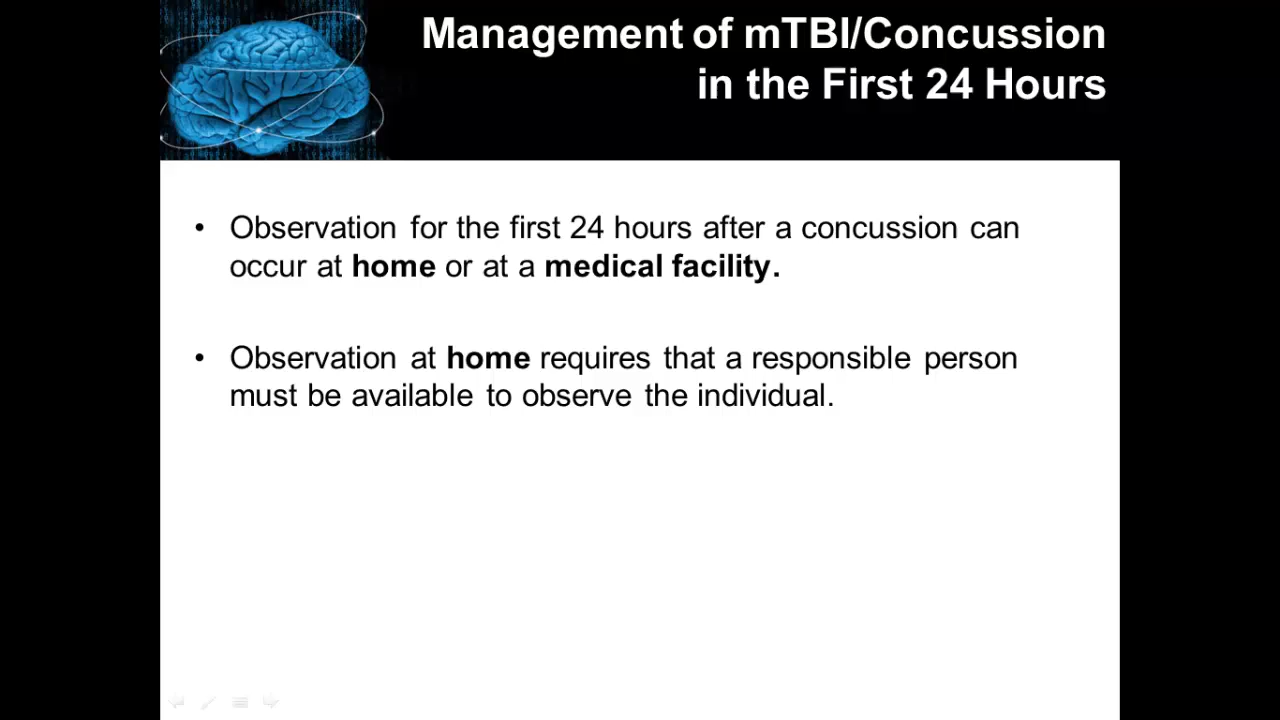 Management of mTBI/Concussion
in the First 24 Hours
• Observation for the first 24 hours after a concussion can
occur at home or at a medical facility.
• Observation at home requires that a responsible person
must be available to observe the individual.